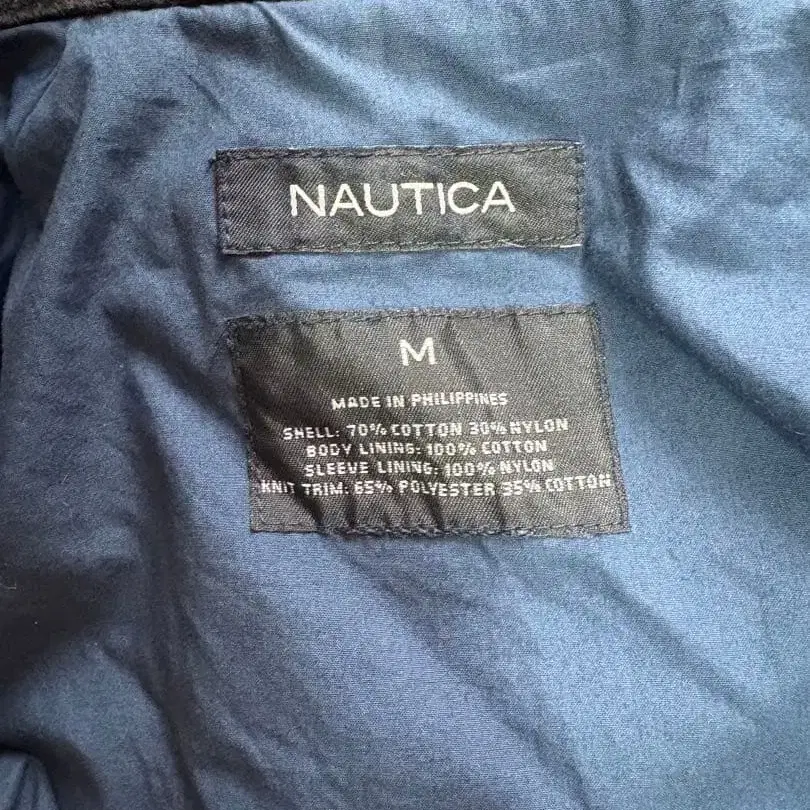 NAUTICA
M
MADE IN PHILIPPINES
SHELL: 70% COTTON 30% NYLON
BODY LINING: 100% COTTON
SLEEVE LINING: 100% NYLON
KNIT TRIM: 65% POLYESTER 35% COTTON